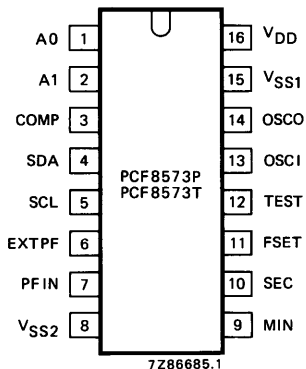 A0 1 16 VDD
A1 2 15 VSS1
COMP 3 14 OSCO
SDA 4 13 OSCI
PCF8573P
PCF8573T
SCL 5 12 TEST
EXTPF 6 11 FSET
PFIN 7 10 SEC
VSS2 8 9 MIN
7Z86685.1